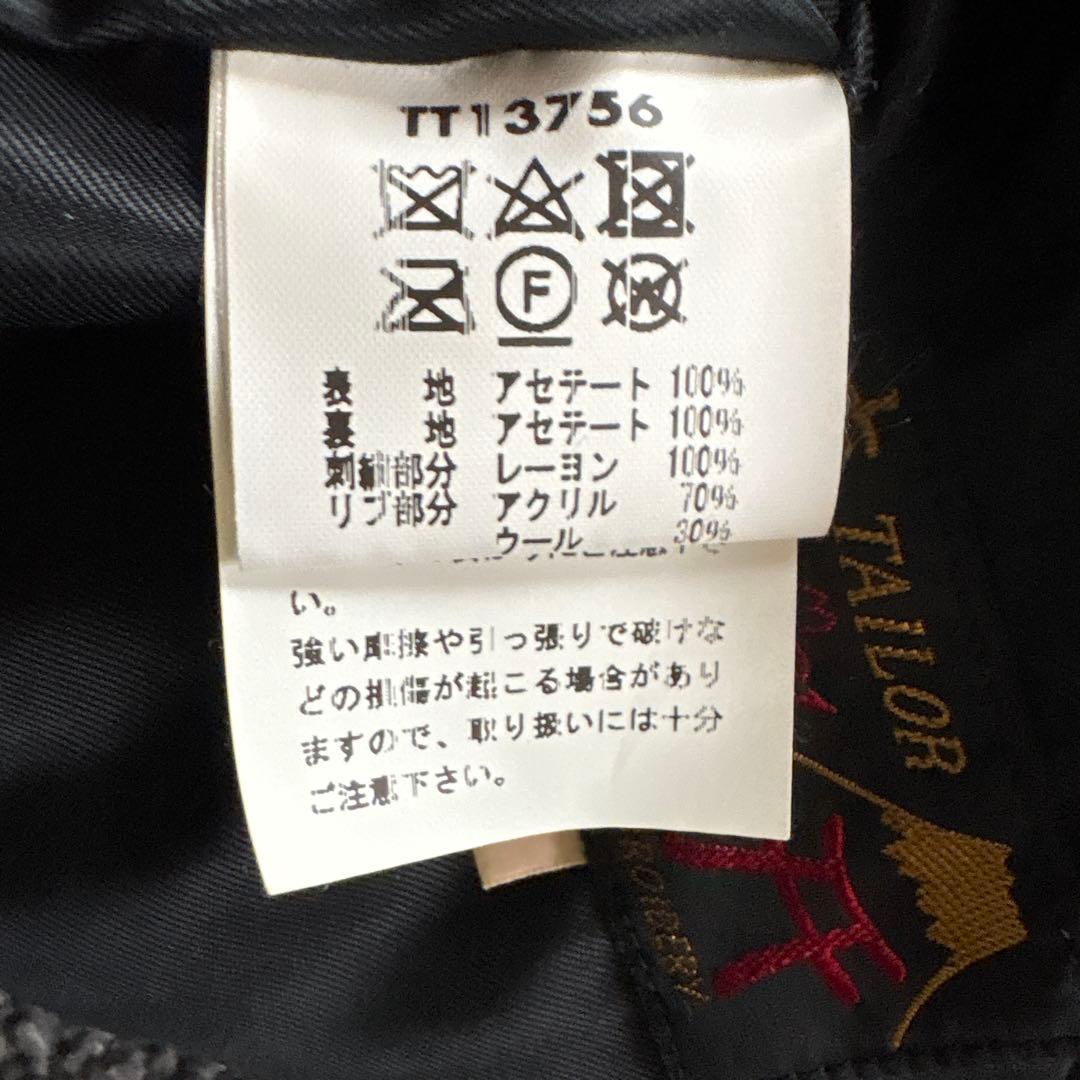 TT13756
F
W
表 地 アセテート 100%
裏 地 アセテート 100%
刺繍部分 レーヨン 100%
リブ部分 アクリル 70%
ウール 30%
い。
強い摩擦や引っ張りで破けな
どの損傷が起こる場合があり
ますので、取り扱いには十分
ご注意下さい。
TAILOR